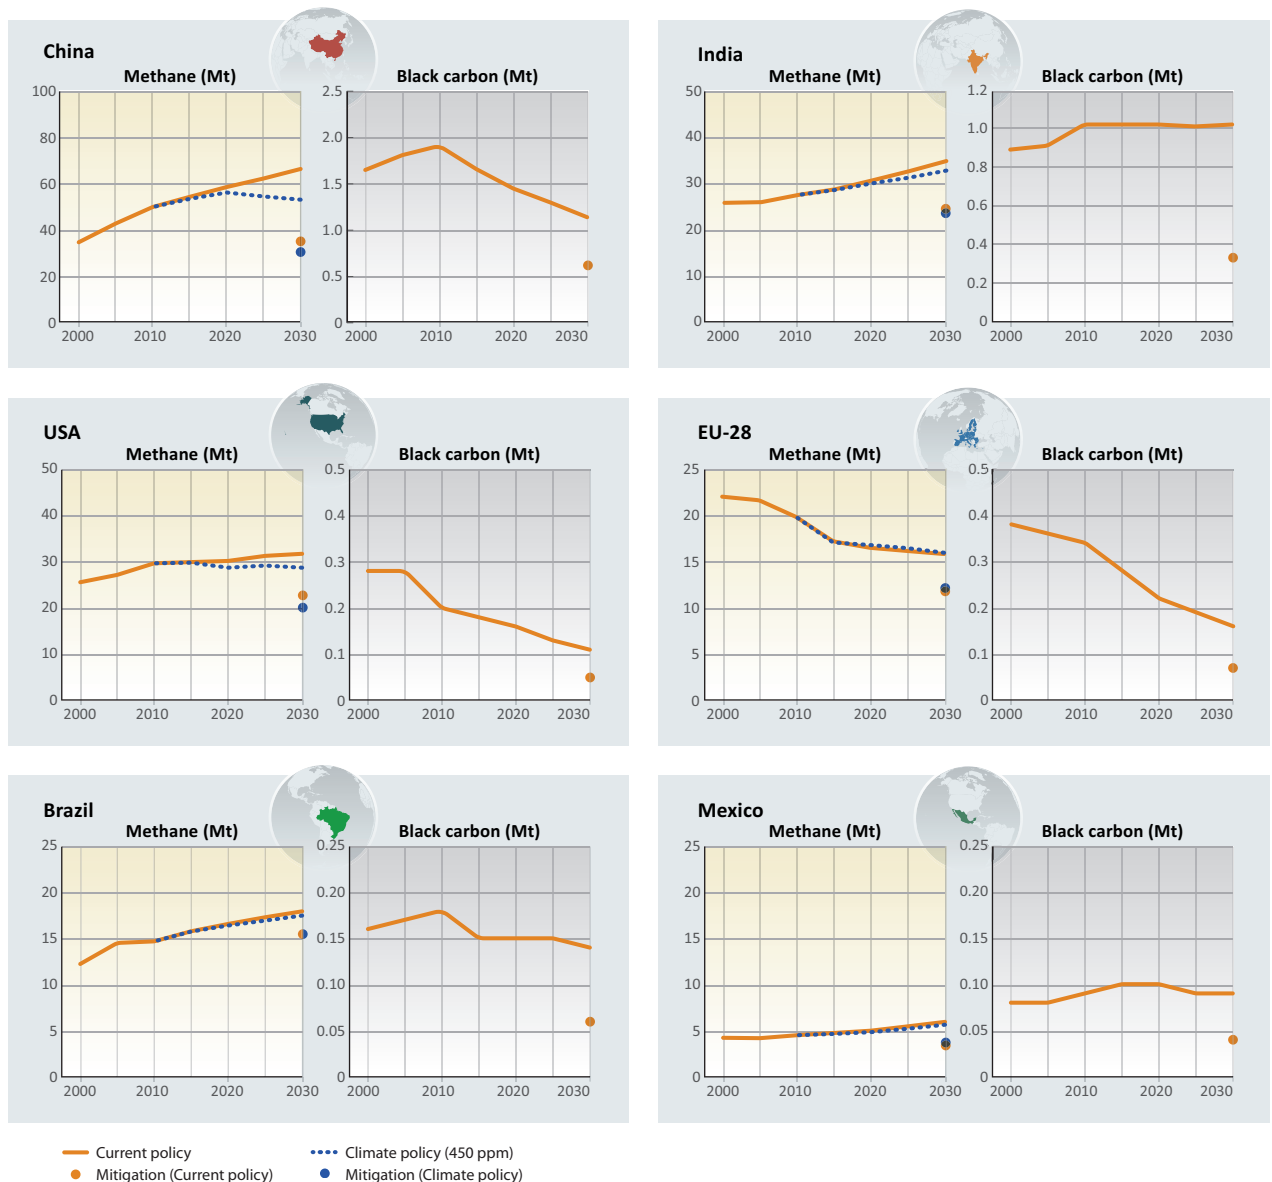 China
Methane (Mt)
Black carbon (Mt)
100
80
60
40
20
0
2000 2010 2020 2030
2.5
2.0
1.5
1.0
0.5
0
2000 2010 2020 2030
India
Methane (Mt)
Black carbon (Mt)
50
40
30
20
10
0
2000 2010 2020 2030
1.2
1.0
0.8
0.6
0.4
0.2
0
2000 2010 2020 2030
USA
Methane (Mt)
Black carbon (Mt)
50
40
30
20
10
0
2000 2010 2020 2030
0.5
0.4
0.3
0.2
0.1
0
2000 2010 2020 2030
EU-28
Methane (Mt)
Black carbon (Mt)
25
20
15
10
5
0
2000 2010 2020 2030
0.5
0.4
0.3
0.2
0.1
0
2000 2010 2020 2030
Brazil
Methane (Mt)
Black carbon (Mt)
25
20
15
10
5
0
2000 2010 2020 2030
0.25
0.20
0.15
0.10
0.05
0
2000 2010 2020 2030
Mexico
Methane (Mt)
Black carbon (Mt)
25
20
15
10
5
0
2000 2010 2020 2030
0.25
0.20
0.15
0.10
0.05
0
2000 2010 2020 2030
Current policy
Climate policy (450 ppm)
Mitigation (Current policy)
Mitigation (Climate policy)